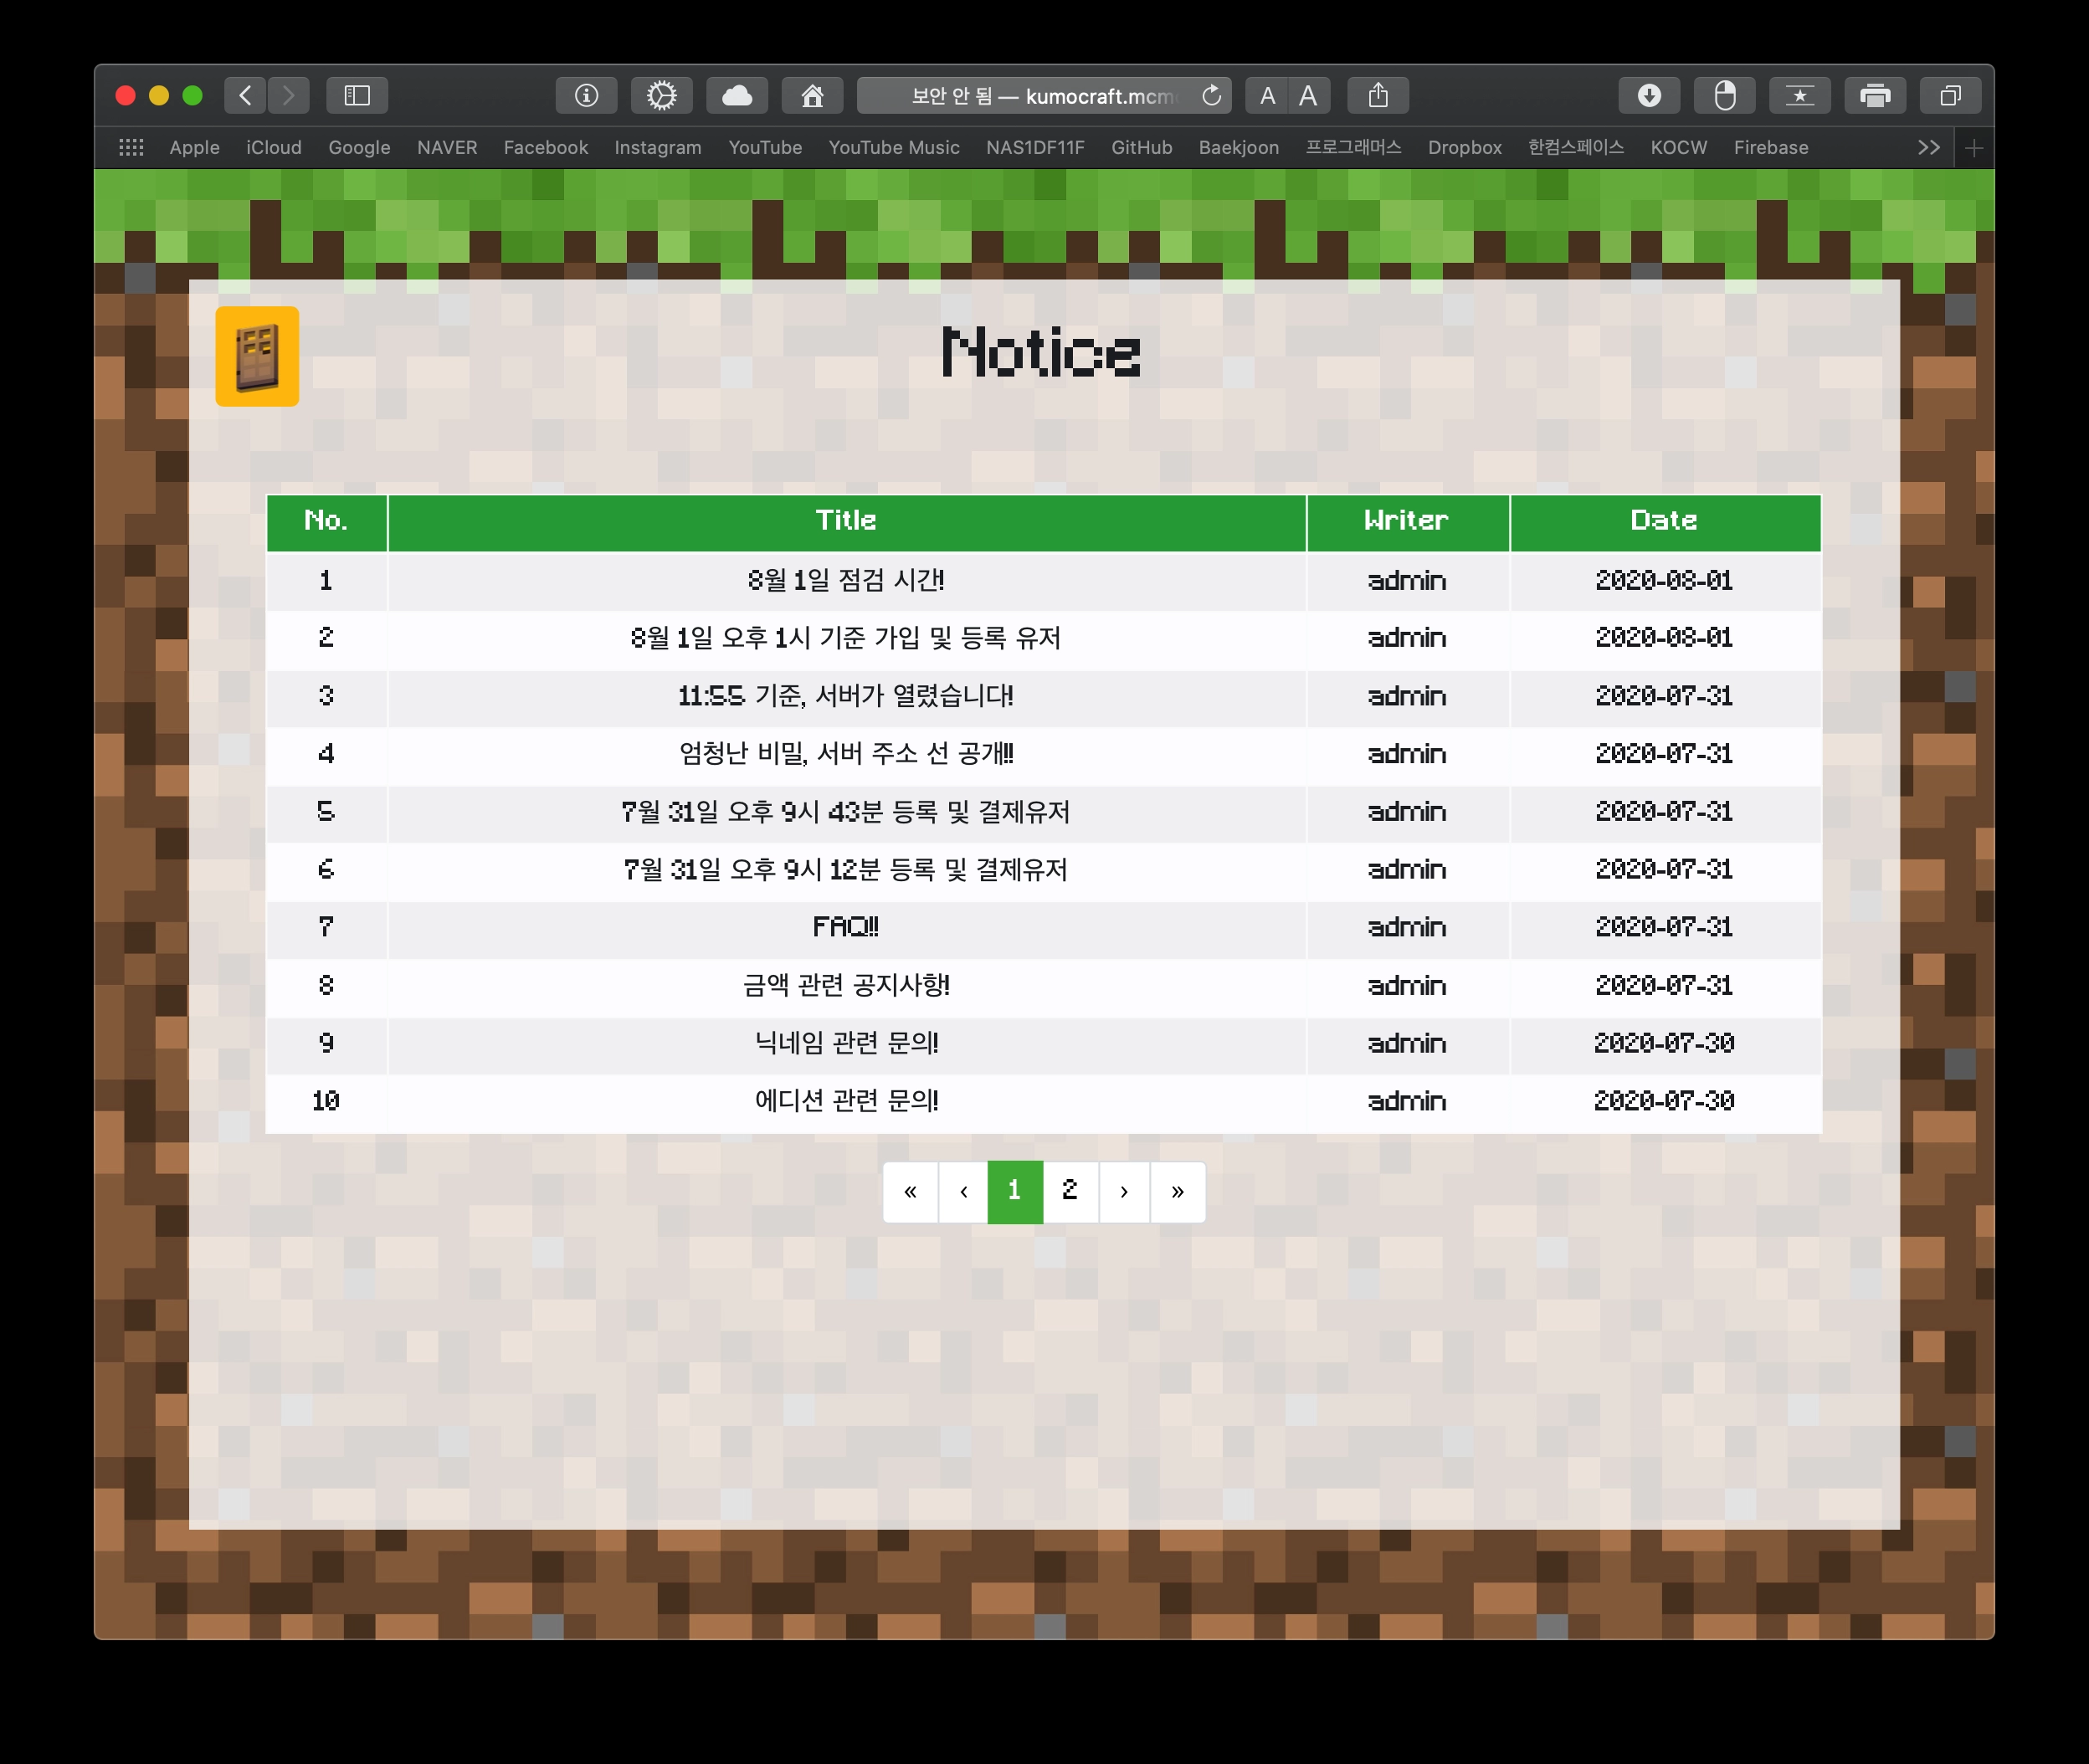 보안 안 됨 — kumocraft.mcm
A A
Apple iCloud Google NAVER Facebook Instagram YouTube YouTube Music NAS1DF11F GitHub Baekjoon 프로그래머스 Dropbox 한컴스페이스 KOCW Firebase
Notice
No. Title Writer Date
1 8월 1일 점검 시간! admin 2020-08-01
2 8월 1일 오후 1시 기준 가입 및 등록 유저 admin 2020-08-01
3 11:55 기준, 서버가 열렸습니다! admin 2020-07-31
4 엄청난 비밀, 서버 주소 선 공개!! admin 2020-07-31
5 7월 31일 오후 9시 43분 등록 및 결제유저 admin 2020-07-31
6 7월 31일 오후 9시 12분 등록 및 결제유저 admin 2020-07-31
7 FAQ!! admin 2020-07-31
8 금액 관련 공지사항! admin 2020-07-31
9 닉네임 관련 문의! admin 2020-07-30
10 에디션 관련 문의! admin 2020-07-30
« ‹ 1 2 › »